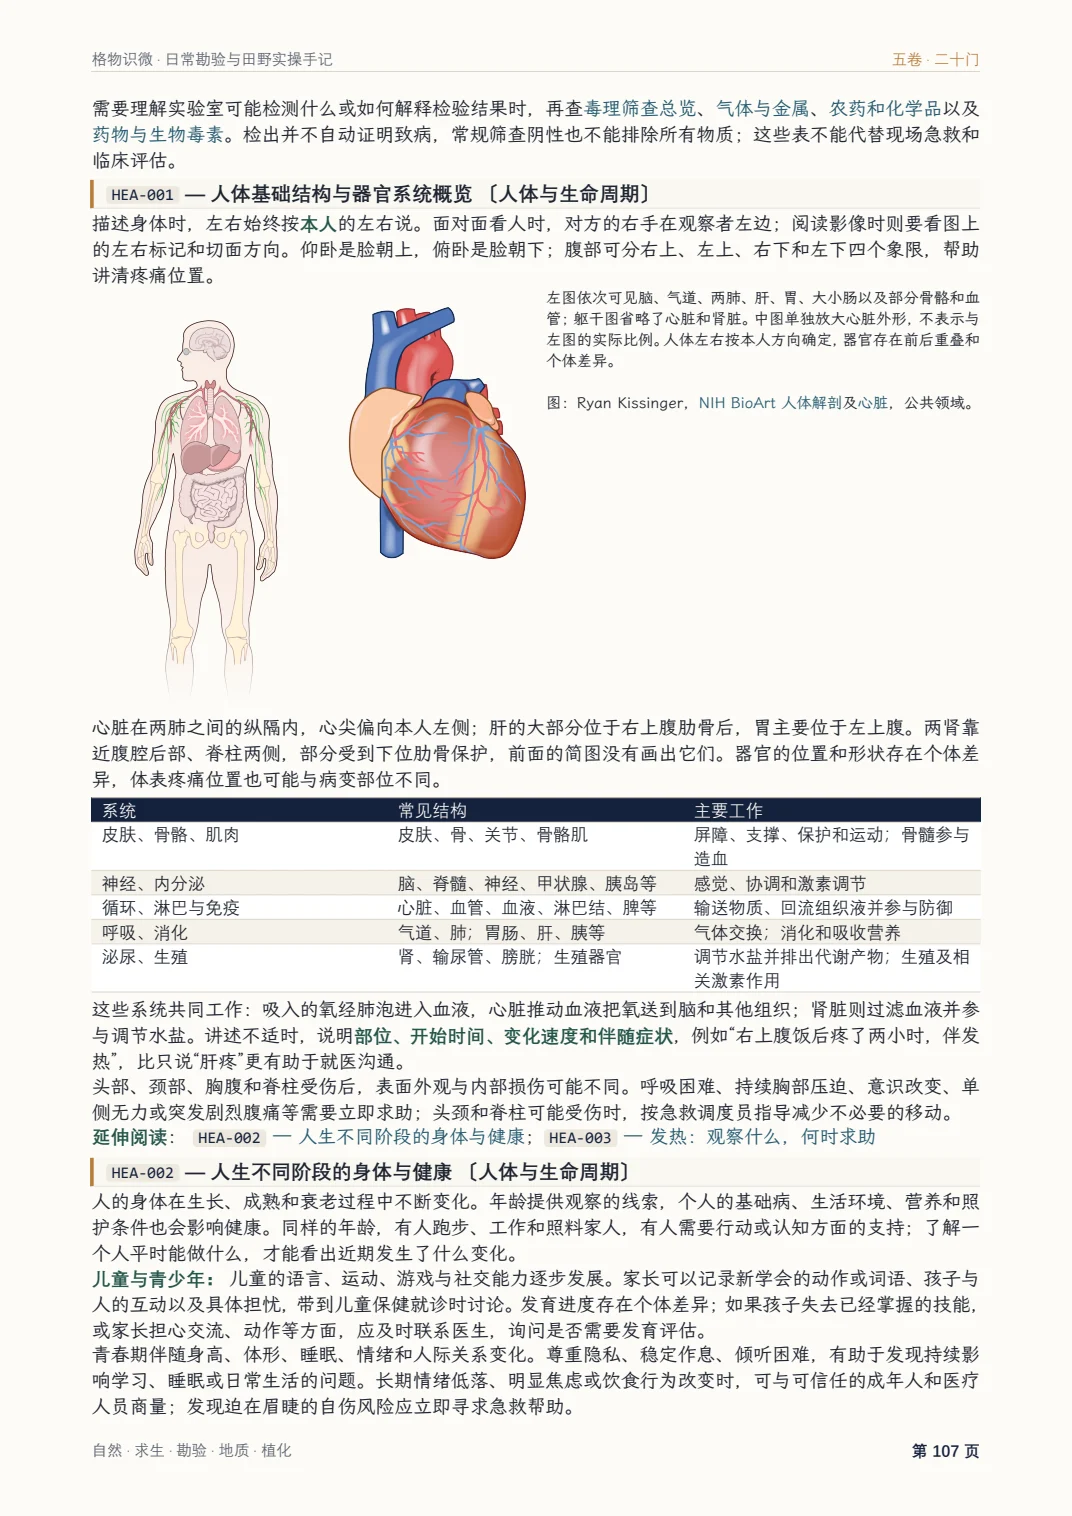 格物识微 · 日常勘验与田野实操手记
五卷 · 二十门
需要理解实验室可能检测什么或如何解释检验结果时，再查毒理筛查总览、气体与金属、农药和化学品以及
药物与生物毒素。检出并不自动证明致病，常规筛查阴性也不能排除所有物质；这些表不能代替现场急救和
临床评估。
HEA-001 — 人体基础结构与器官系统概览 〔人体与生命周期〕
描述身体时，左右始终按本人的左右说。面对面看人时，对方的右手在观察者左边；阅读影像时则要看图上
的左右标记和切面方向。仰卧是脸朝上，俯卧是脸朝下；腹部可分右上、左上、右下和左下四个象限，帮助
讲清疼痛位置。
左图依次可见脑、气道、两肺、肝、胃、大小肠以及部分骨骼和血
管；躯干图省略了心脏和肾脏。中图单独放大心脏外形，不表示与
左图的实际比例。人体左右按本人方向确定，器官存在前后重叠和
个体差异。
图：Ryan Kissinger，NIH BioArt 人体解剖及心脏，公共领域。
心脏在两肺之间的纵隔内，心尖偏向本人左侧；肝的大部分位于右上腹肋骨后，胃主要位于左上腹。两肾靠
近腹腔后部、脊柱两侧，部分受到下位肋骨保护，前面的简图没有画出它们。器官的位置和形状存在个体差
异，体表疼痛位置也可能与病变部位不同。
系统 常见结构 主要工作
皮肤、骨骼、肌肉 皮肤、骨、关节、骨骼肌 屏障、支撑、保护和运动；骨髓参与
造血
神经、内分泌 脑、脊髓、神经、甲状腺、胰岛等 感觉、协调和激素调节
循环、淋巴与免疫 心脏、血管、血液、淋巴结、脾等 输送物质、回流组织液并参与防御
呼吸、消化 气道、肺；胃肠、肝、胰等 气体交换；消化和吸收营养
泌尿、生殖 肾、输尿管、膀胱；生殖器官 调节水盐并排出代谢产物；生殖及相
关激素作用
这些系统共同工作：吸入的氧经肺泡进入血液，心脏推动血液把氧送到脑和其他组织；肾脏则过滤血液并参
与调节水盐。讲述不适时，说明部位、开始时间、变化速度和伴随症状，例如“右上腹饭后疼了两小时，伴发
热”，比只说“肝疼”更有助于就医沟通。
头部、颈部、胸腹和脊柱受伤后，表面外观与内部损伤可能不同。呼吸困难、持续胸部压迫、意识改变、单
侧无力或突发剧烈腹痛等需要立即求助；头颈和脊柱可能受伤时，按急救调度员指导减少不必要的移动。
延伸阅读： HEA-002 — 人生不同阶段的身体与健康； HEA-003 — 发热：观察什么，何时求助
HEA-002 — 人生不同阶段的身体与健康 〔人体与生命周期〕
人的身体在生长、成熟和衰老过程中不断变化。年龄提供观察的线索，个人的基础病、生活环境、营养和照
护条件也会影响健康。同样的年龄，有人跑步、工作和照料家人，有人需要行动或认知方面的支持；了解一
个人平时能做什么，才能看出近期发生了什么变化。
儿童与青少年： 儿童的语言、运动、游戏与社交能力逐步发展。家长可以记录新学会的动作或词语、孩子与
人的互动以及具体担忧，带到儿童保健就诊时讨论。发育进度存在个体差异；如果孩子失去已经掌握的技能，
或家长担心交流、动作等方面，应及时联系医生，询问是否需要发育评估。
青春期伴随身高、体形、睡眠、情绪和人际关系变化。尊重隐私、稳定作息、倾听困难，有助于发现持续影
响学习、睡眠或日常生活的问题。长期情绪低落、明显焦虑或饮食行为改变时，可与可信任的成年人和医疗
人员商量；发现迫在眉睫的自伤风险应立即寻求急救帮助。
自然 · 求生 · 勘验 · 地质 · 植化
第 107 页